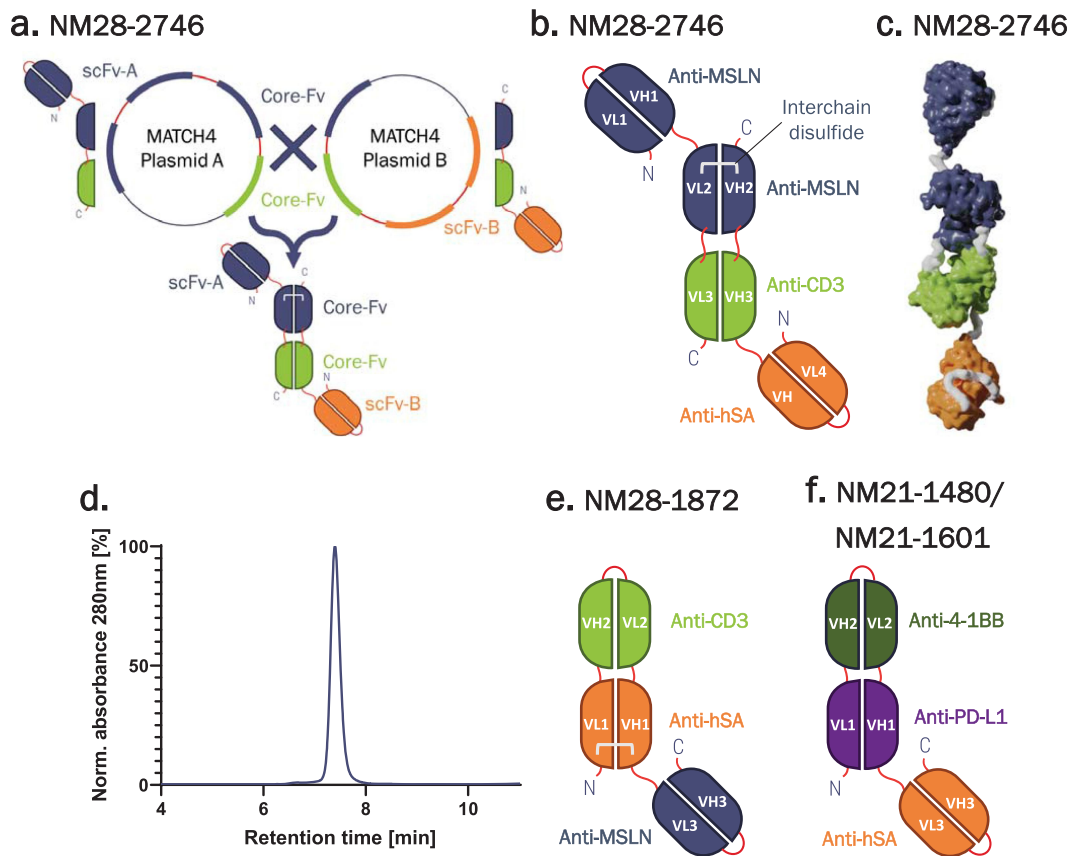 a. NM28-2746
scFv-A
N
C
MATCH4
Plasmid A
Core-Fv
Core-Fv
MATCH4
Plasmid B
C
N
scFv-B
scFv-A
N
C
Core-Fv
Core-Fv
C
N
scFv-B
b. NM28-2746
Anti-MSLN
VH1
VL1
N
Interchain
disulfide
C
VL2
VH2
Anti-MSLN
VL3
VH3
Anti-CD3
C
N
VL4
VH
Anti-hSA
c. NM28-2746
d.
Norm. absorbance 280nm [%]
100
50
0
4
6
8
10
Retention time [min]
e. NM28-1872
VH2
VL2
Anti-CD3
VL1
VH1
Anti-hSA
N
C
VH3
VL3
Anti-MSLN
f. NM21-1480/
NM21-1601
VH2
VL2
Anti-4-1BB
VL1
VH1
Anti-PD-L1
N
C
VH3
VL3
Anti-hSA